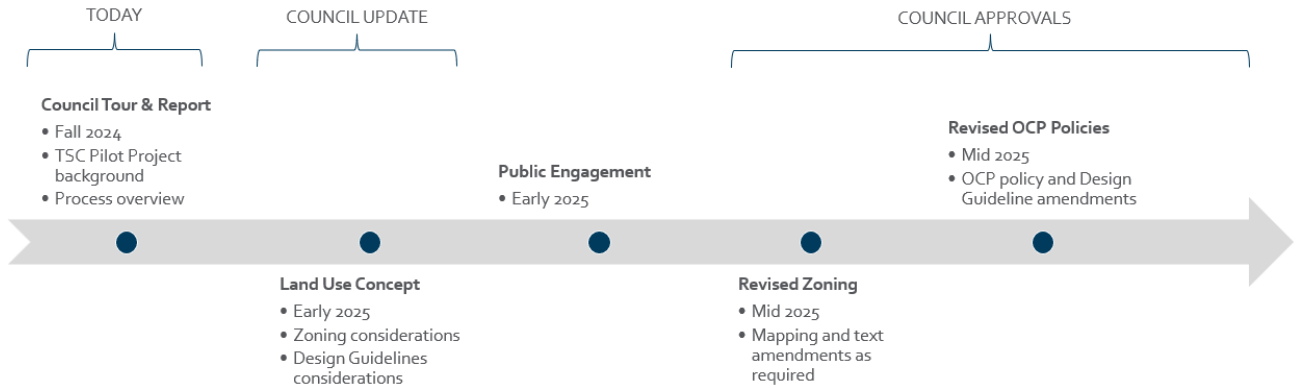 TODAY
COUNCIL UPDATE
COUNCIL APPROVALS
Council Tour & Report
• Fall 2024
• TSC Pilot Project
background
• Process overview
Land Use Concept
• Early 2025
• Zoning considerations
• Design Guidelines
considerations
Public Engagement
• Early 2025
Revised Zoning
• Mid 2025
• Mapping and text
amendments as
required
Revised OCP Policies
• Mid 2025
• OCP policy and Design
Guideline amendments